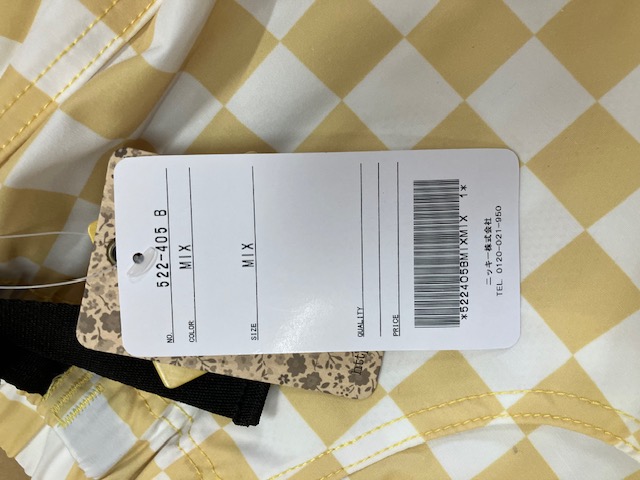 NO. 522-405 B
COLOR MIX
SIZE MIX
QUALITY
PRICE
*522405BMIXMIX 1*
ニッキー株式会社
TEL 0120-021-950